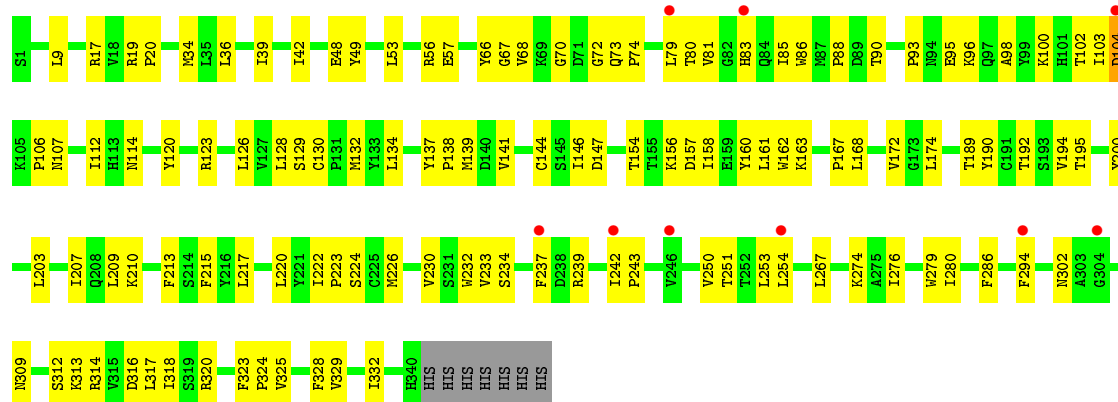 S1 I9 R17 V18 R19 P20 M34 L35 L36 I39 I42 E48 Y49 L53 R56 E57 Y66 G67 V68 K69 G70 D71 G72 Q73 P74 L79 T80 V81 G82 H83 Q84 I85 W86 M87 P88 D89 T90 P93 N94 E95 K96 Q97 A98 Y99 K100 H101 T102 I103 D104
K105 P106 N107 I112 H113 N114 Y120 R123 L126 V127 L128 S129 C130 P131 M132 Y133 L134 Y137 P138 M139 D140 V141 C144 S145 I146 D147 T154 T155 K156 D157 I158 E159 Y160 L161 W162 K163 P167 L168 V172 G173 L174 T189 Y190 C191 T192 S193 V194 T195 Y200
L203 I207 Q208 L209 K210 F213 S214 F215 Y216 L217 L220 Y221 I222 P223 S224 C225 M226 V230 S231 W232 V233 S234 F237 D238 R239 I242 P243 V246 V250 T251 T252 L253 L254 L267 K274 A275 I276 W279 I280 F286 F294 N302 A303 G304
N309 S312 K313 R314 V315 D316 L317 I318 S319 R320 F323 P324 V325 F328 V329 I332 H340 HIS HIS HIS HIS HIS HIS HIS